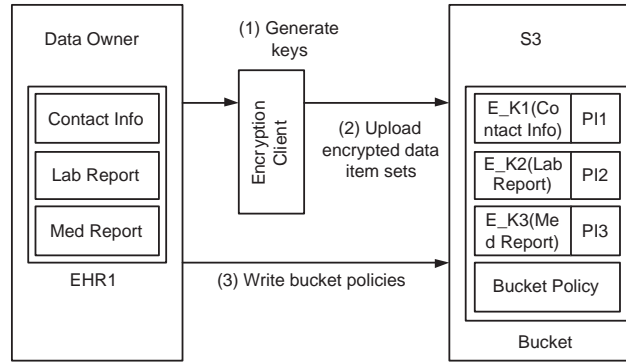 Data Owner
Contact Info
Lab Report
Med Report
EHR1
(1) Generate
keys
Encryption
Client
(2) Upload
encrypted data
item sets
(3) Write bucket policies
S3
E_K1(Co
ntact Info)
PI1
E_K2(Lab
Report)
PI2
E_K3(Me
d Report)
PI3
Bucket Policy
Bucket